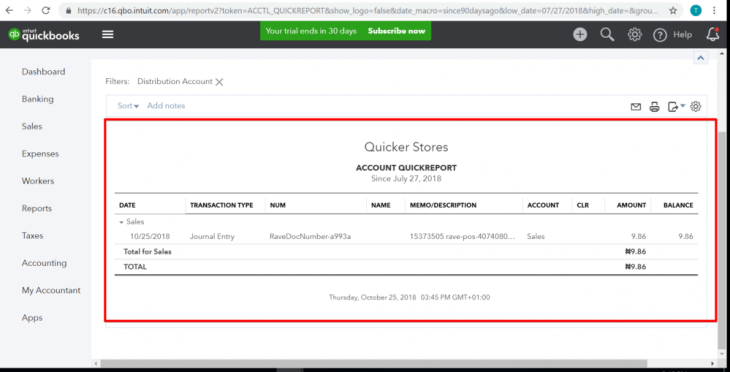 https://c16.qbo.intuit.com/app/reportv2?token=ACCTL_QUICKREPORT&show_logo=false&date_macro=since90daysago&low_date=07/27/2018&high_date=&grou...
T
intuit quickbooks
Your trial ends in 30 days Subscribe now
Help
Dashboard
Banking
Sales
Expenses
Workers
Reports
Taxes
Accounting
My Accountant
Apps
Filters: Distribution Account
Sort Add notes
Quicker Stores
ACCOUNT QUICKREPORT
Since July 27, 2018
DATE TRANSACTION TYPE NUM NAME MEMO/DESCRIPTION ACCOUNT CLR AMOUNT BALANCE
Sales
10/25/2018 Journal Entry RaveDocNumber-a993a 15373505 rave-pos-4074080... Sales 9.86 9.86
Total for Sales ₦9.86
TOTAL ₦9.86
Thursday, October 25, 2018 03:45 PM GMT+01:00